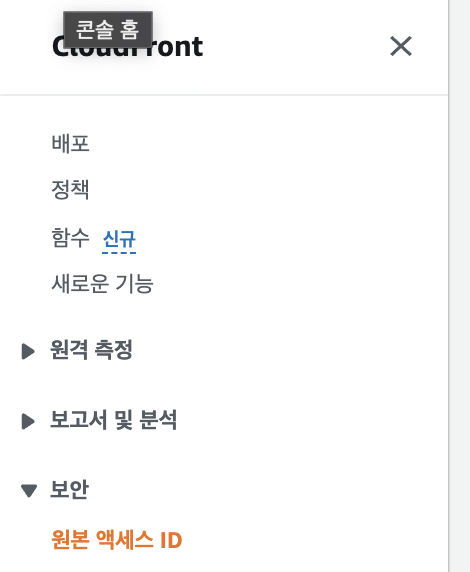 콘솔 홈
CloudFront
배포
정책
함수 신규
새로운 기능
원격 측정
보고서 및 분석
보안
원본 액세스 ID